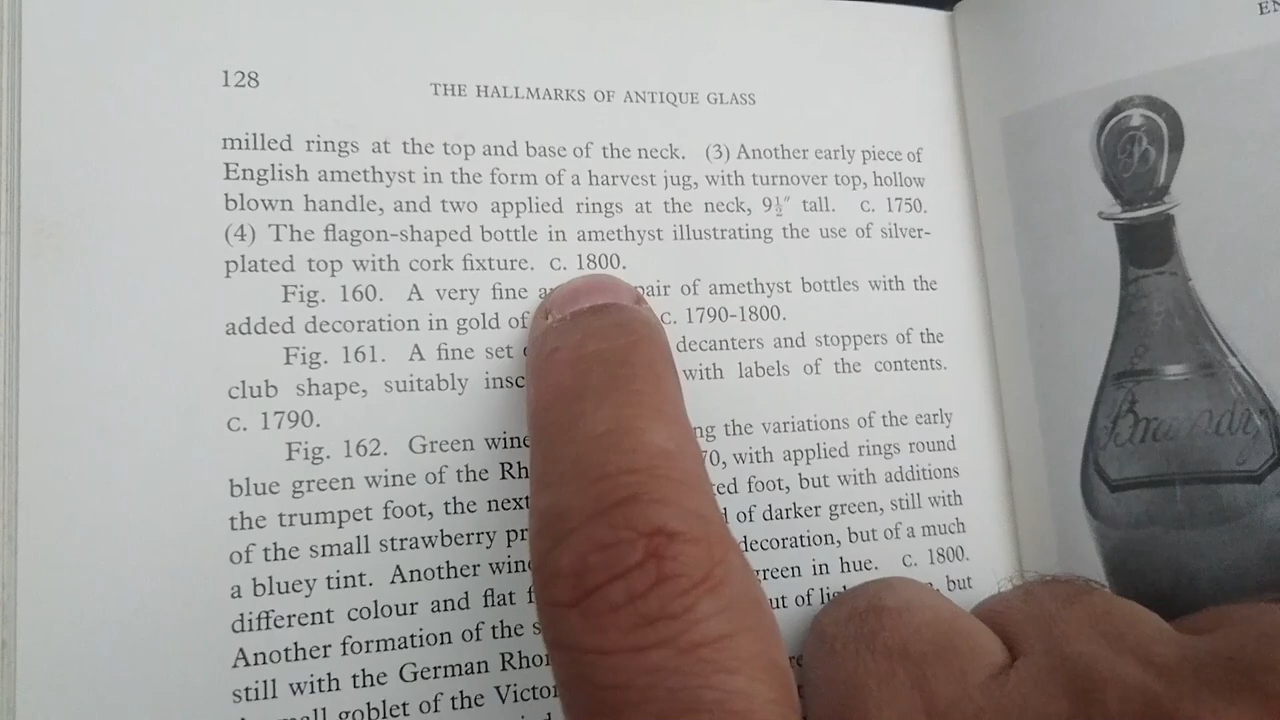 128
THE HALLMARKS OF ANTIQUE GLASS
milled rings at the top and base of the neck. (3) Another early piece of
English amethyst in the form of a harvest jug, with turnover top, hollow
blown handle, and two applied rings at the neck, 9½″ tall. C. 1750.
(4) The flagon-shaped bottle in amethyst illustrating the use of silver-
plated top with cork fixture. C. 1800.
Fig. 160. A very fine pair of amethyst bottles with the
added decoration in gold of C. 1790-1800.
Fig. 161. A fine set decanters and stoppers of the
club shape, suitably with labels of the contents.
C. 1790.
Fig. 162. Green wine the variations of the early
blue green wine of the with applied rings round
the trumpet foot, the next foot, but with additions
of the small strawberry of darker green, still with
a bluey tint. Another decoration, but of a much
different colour and flat green in hue. C. 1800.
Another formation of the out of but
still with the German
goblet of the
Brandy
B